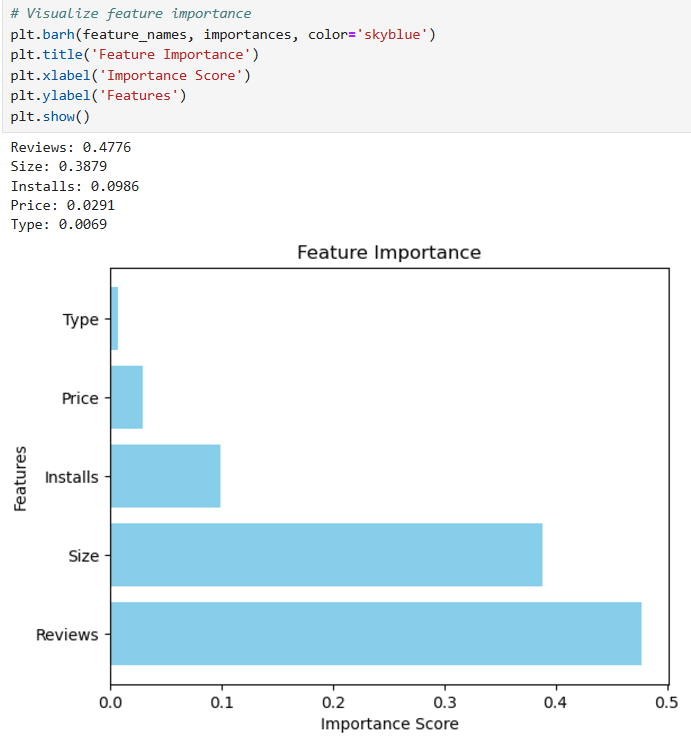 # Visualize feature importance
plt.barh(feature_names, importances, color='skyblue')
plt.title('Feature Importance')
plt.xlabel('Importance Score')
plt.ylabel('Features')
plt.show()
Reviews: 0.4776
Size: 0.3879
Installs: 0.0986
Price: 0.0291
Type: 0.0069
Feature Importance
Type
Price
Installs
Size
Reviews
Features
0.0 0.1 0.2 0.3 0.4 0.5
Importance Score